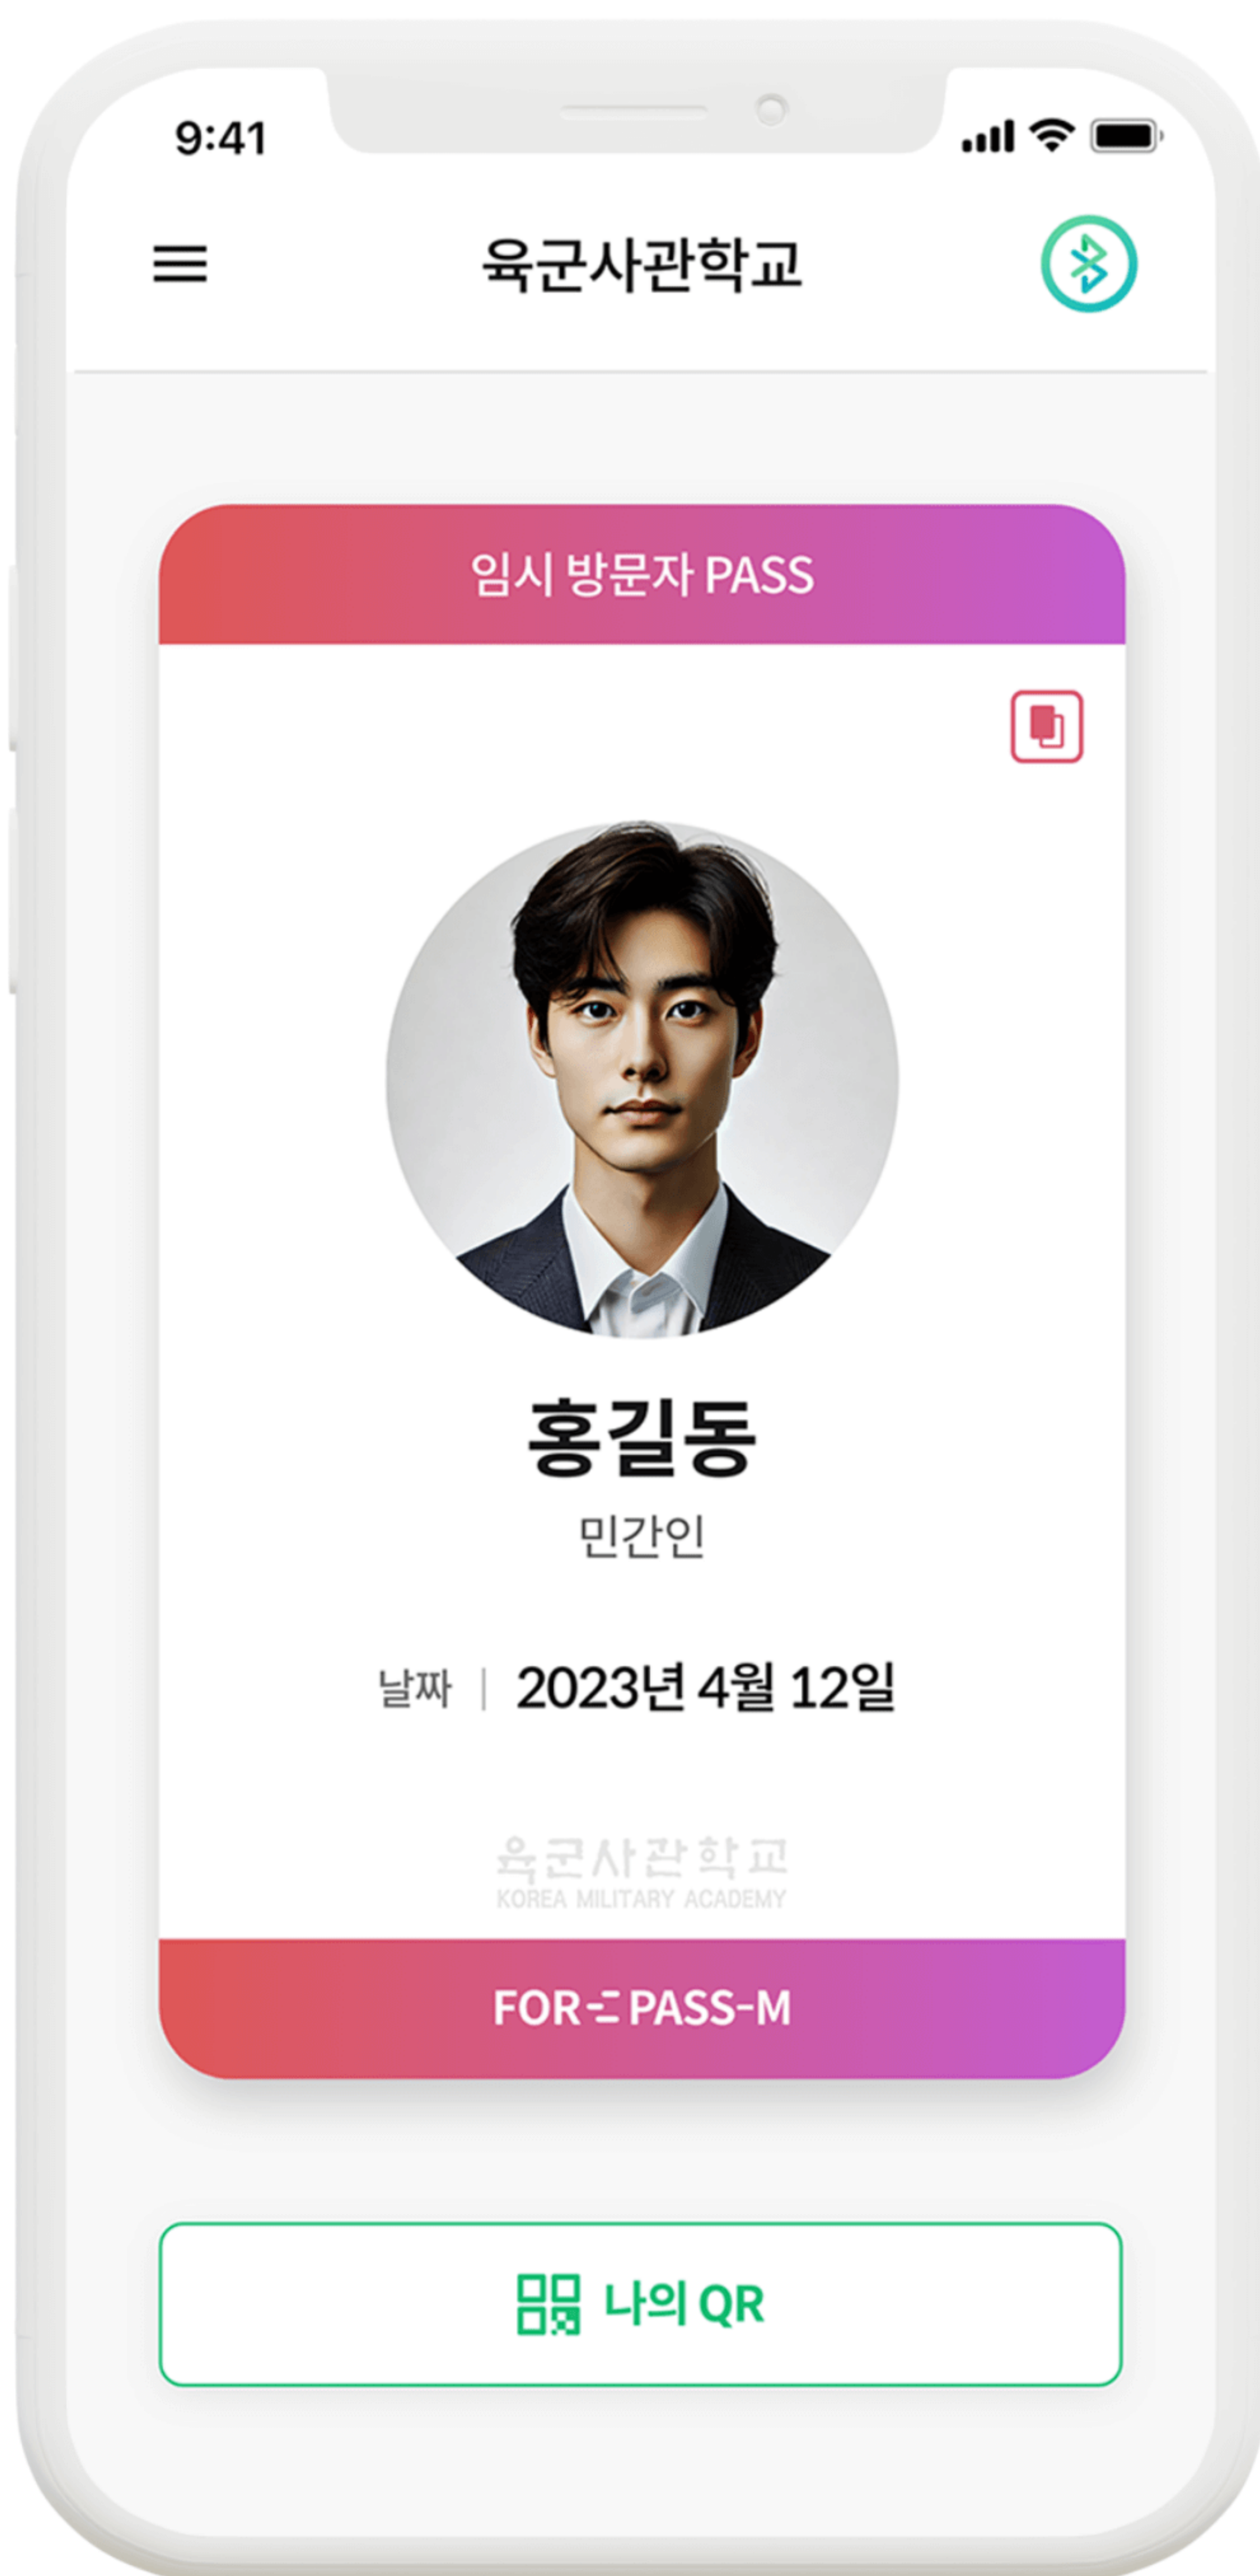 9:41
육군사관학교
임시 방문자 PASS
홍길동
민간인
날짜 | 2023년 4월 12일
육군사관학교
KOREA MILITARY ACADEMY
FOR PASS-M
나의 QR